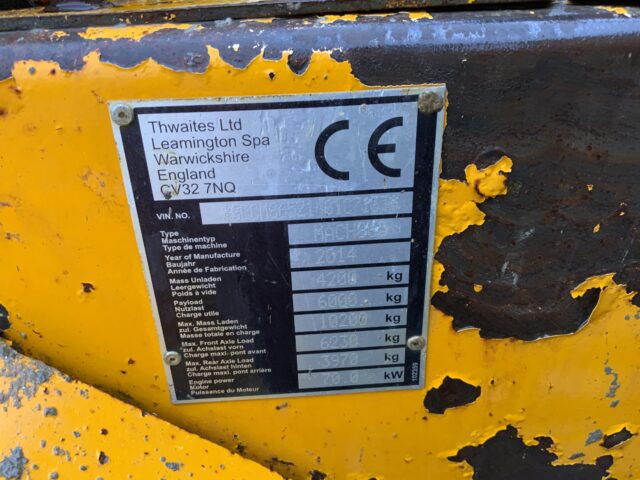 Thwaites Ltd
Leamington Spa
Warwickshire
England
CV32 7NQ
CE
VIN. NO.
Type
Maschinentyp
Type de machine
Year of Manufacture
Baujahr
Année de Fabrication
2014
Mass Unladen
Leergewicht
Poids à vide
4200 kg
Payload
Nutzlast
Charge utile
6000 kg
Max. Mass Laden
zul. Gesamtgewicht
Masse totale en charge
kg
Max. Front Axle Load
zul. Achslast vorn
Charge maxi. pont avant
kg
Max. Rear Axle Load
zul. Achslast hinten
Charge maxi. pont arrière
kg
Engine power
Motor
Puissance du Moteur
kW